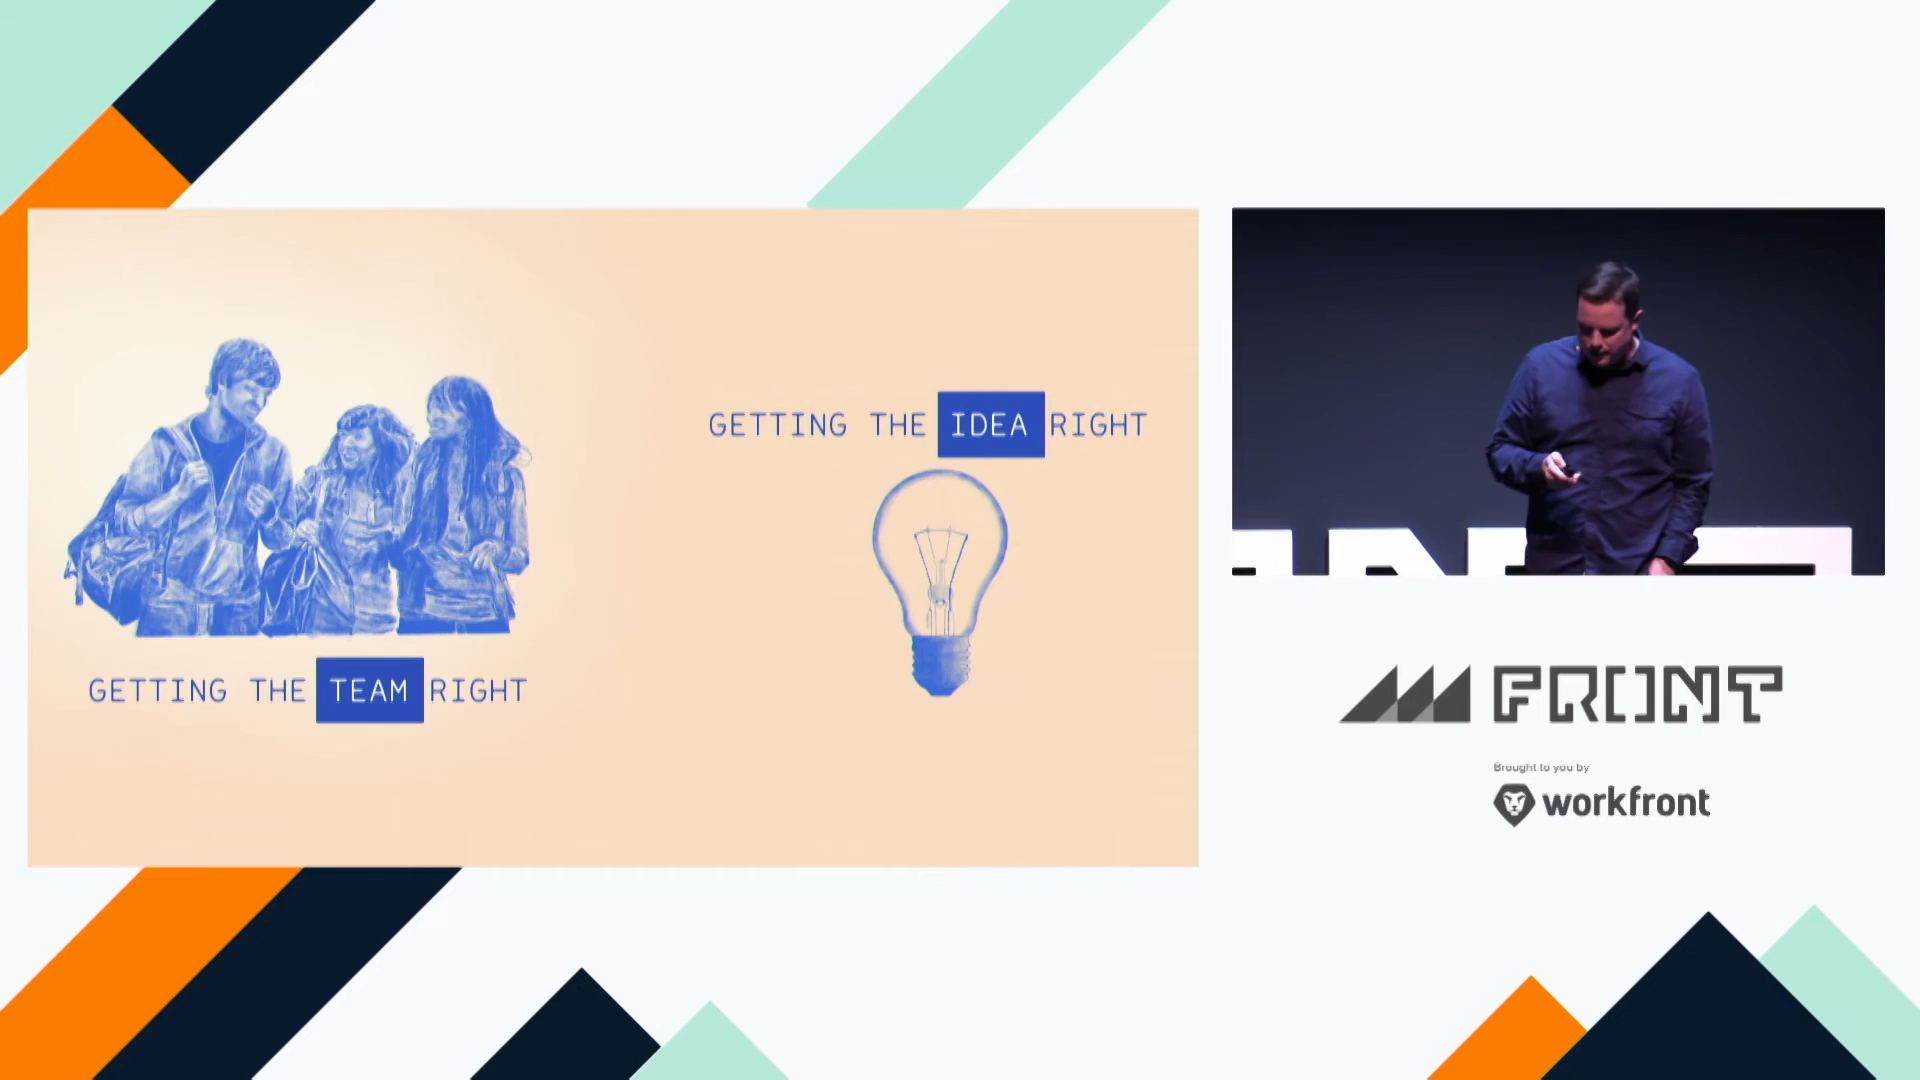 GETTING THE IDEA RIGHT
GETTING THE TEAM RIGHT
FRONT
Brought to you by
workfront